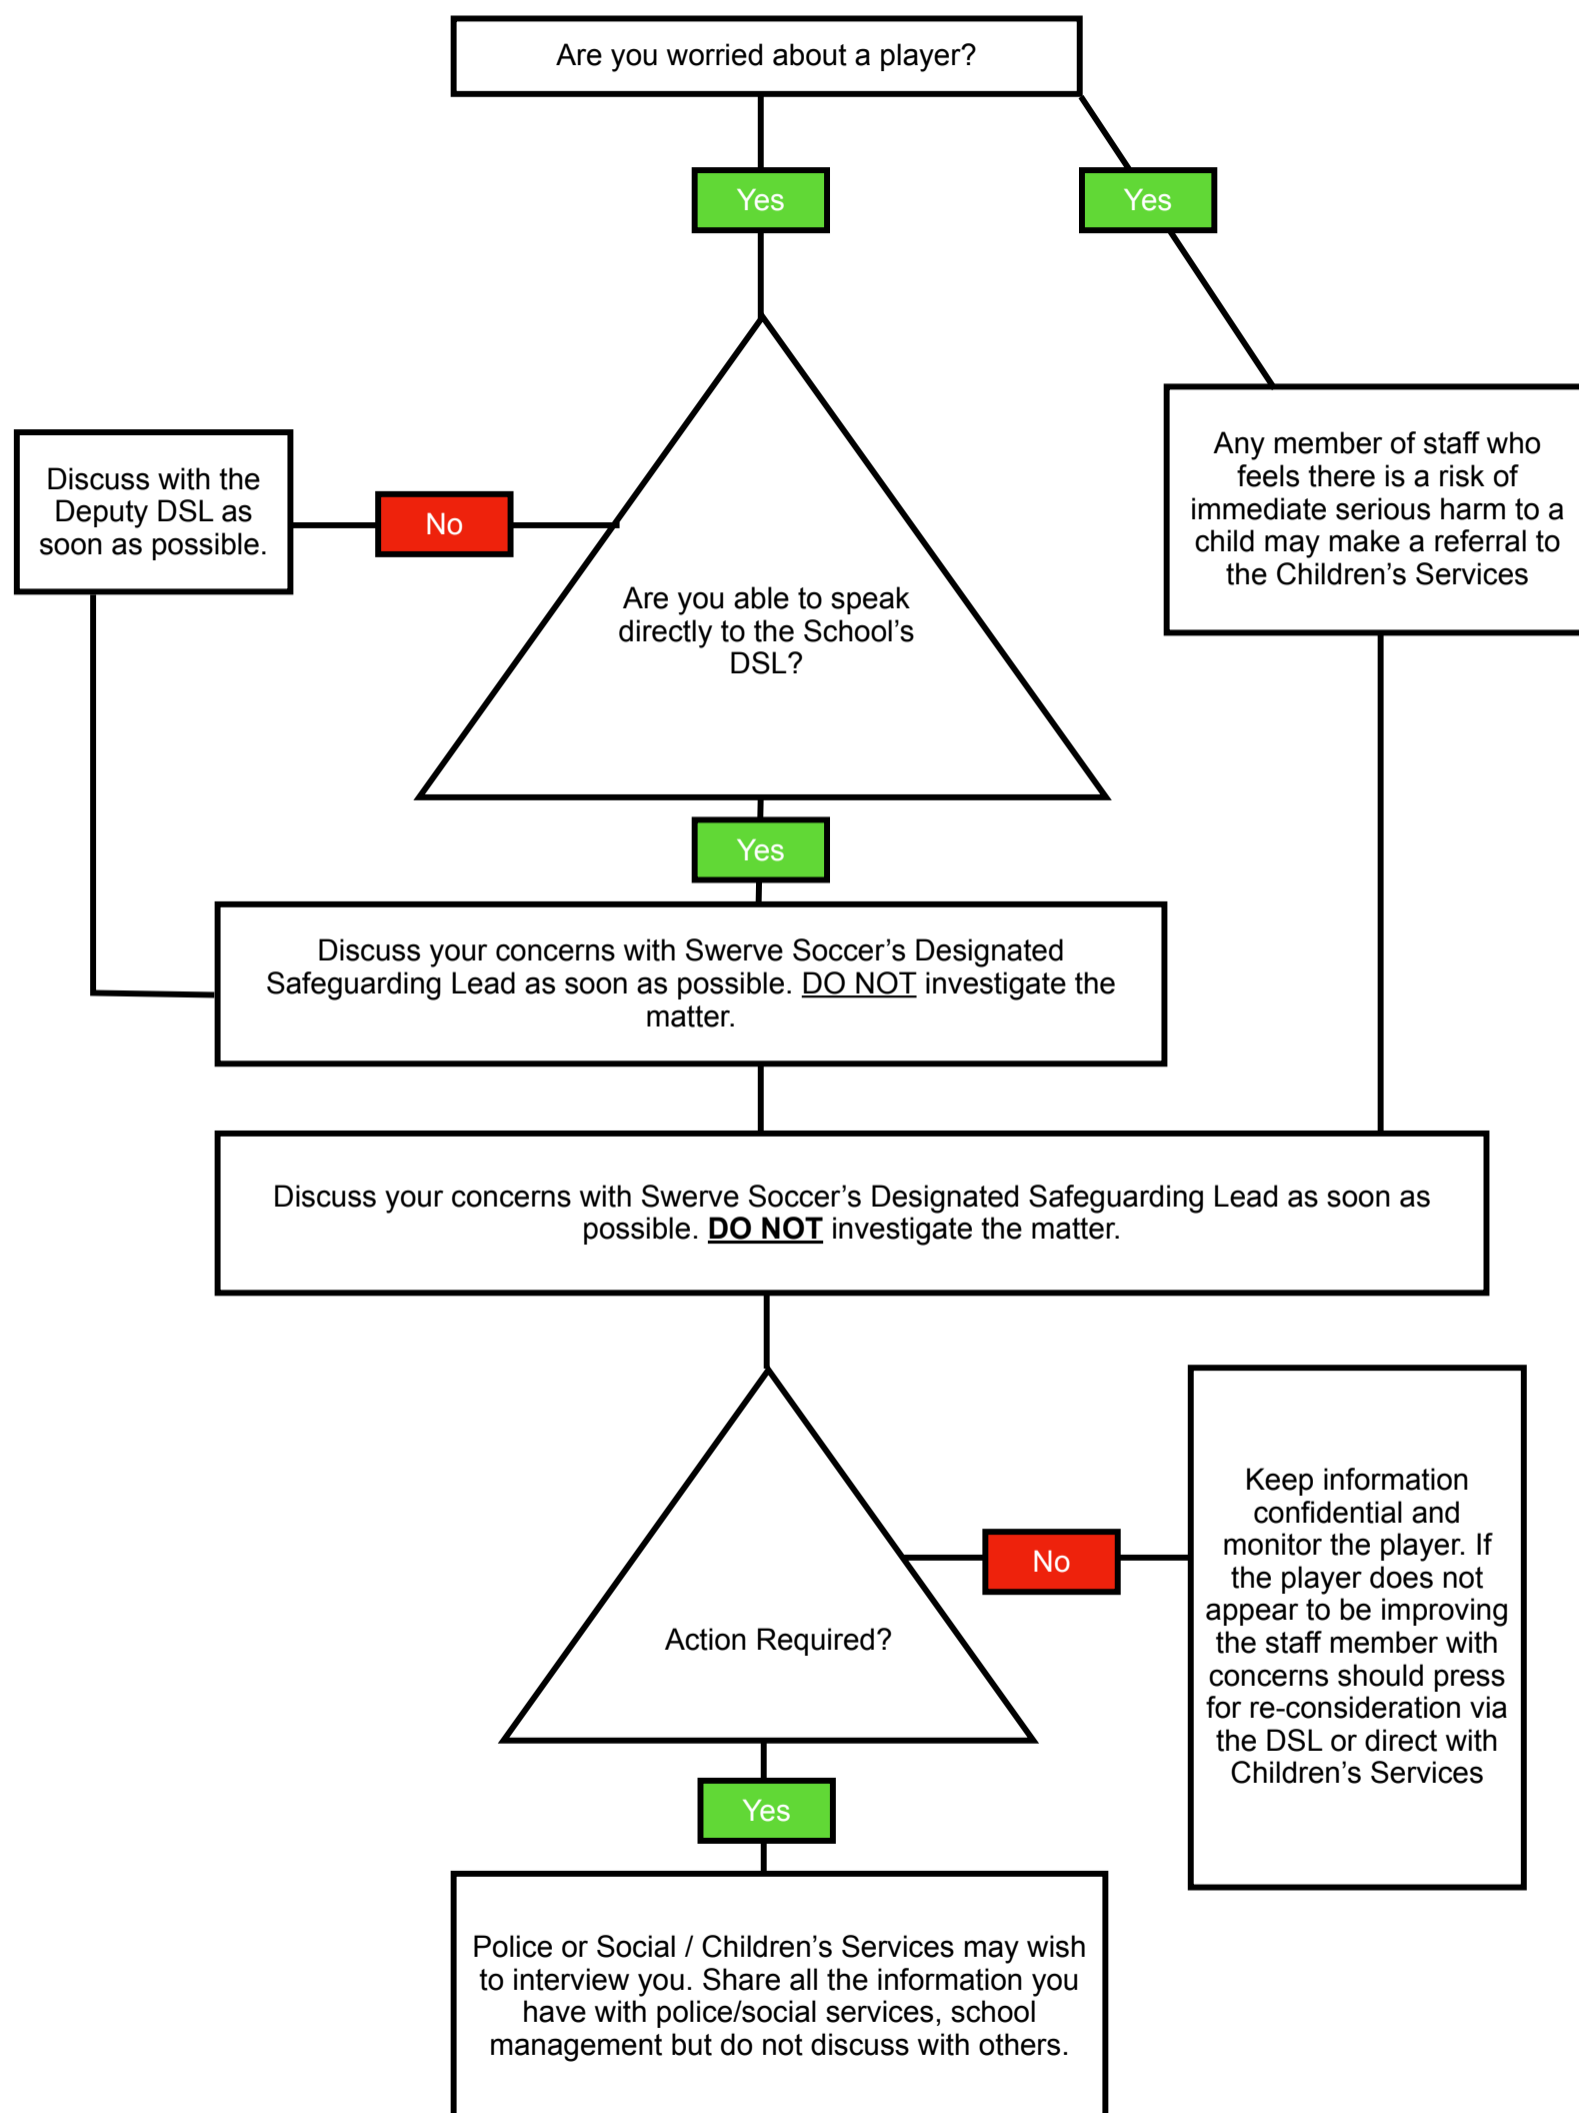 Are you worried about a player?
Yes
Yes
Any member of staff who
feels there is a risk of
immediate serious harm to a
child may make a referral to
the Children’s Services
Discuss with the
Deputy DSL as
soon as possible.
No
Are you able to speak
directly to the School’s
DSL?
Yes
Discuss your concerns with Swerve Soccer’s Designated
Safeguarding Lead as soon as possible. DO NOT investigate the
matter.
Discuss your concerns with Swerve Soccer’s Designated Safeguarding Lead as soon as
possible. DO NOT investigate the matter.
Action Required?
No
Keep information
confidential and
monitor the player. If
the player does not
appear to be improving
the staff member with
concerns should press
for re-consideration via
the DSL or direct with
Children’s Services
Yes
Police or Social / Children’s Services may wish
to interview you. Share all the information you
have with police/social services, school
management but do not discuss with others.